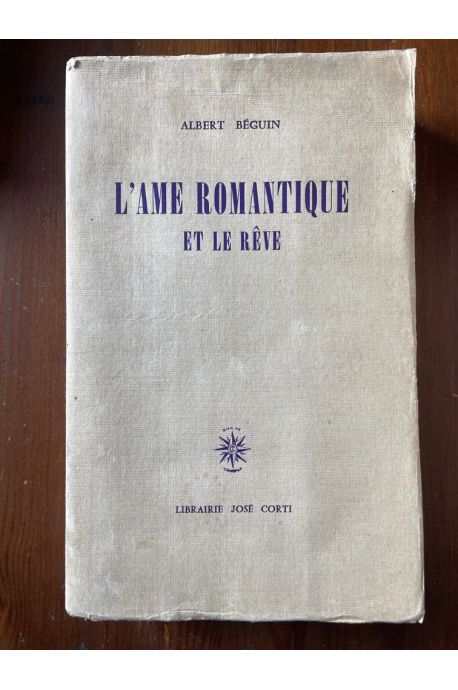 ALBERT BÉGUIN
L'AME ROMANTIQUE
ET LE RÊVE
LIBRAIRIE JOSÉ CORTI